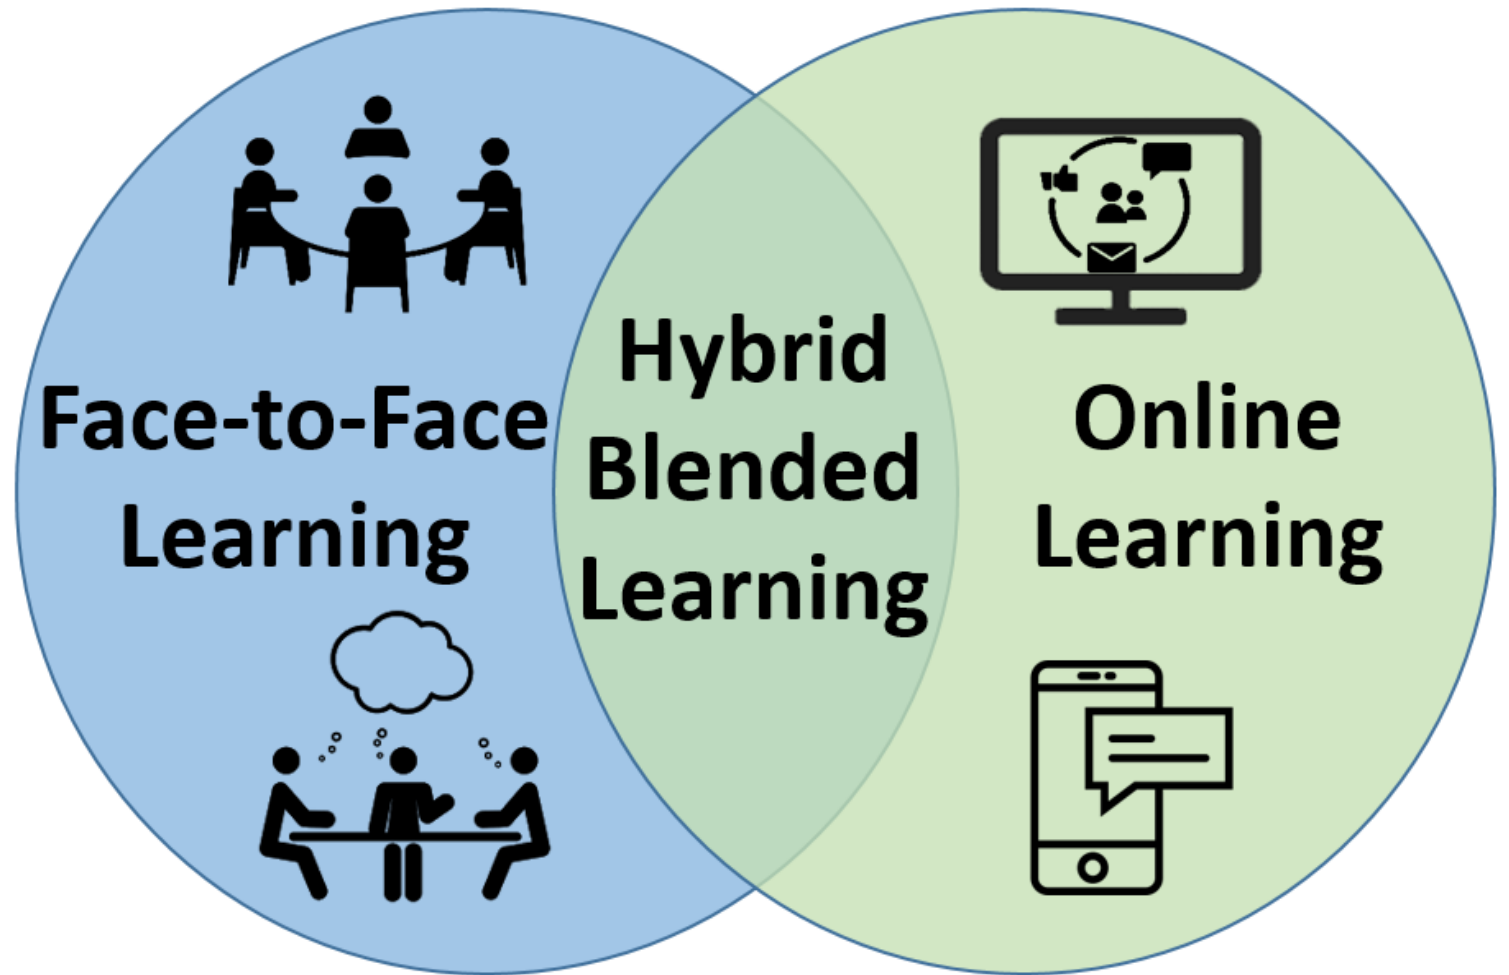 Face-to-Face
Learning
Hybrid
Blended
Learning
Online
Learning